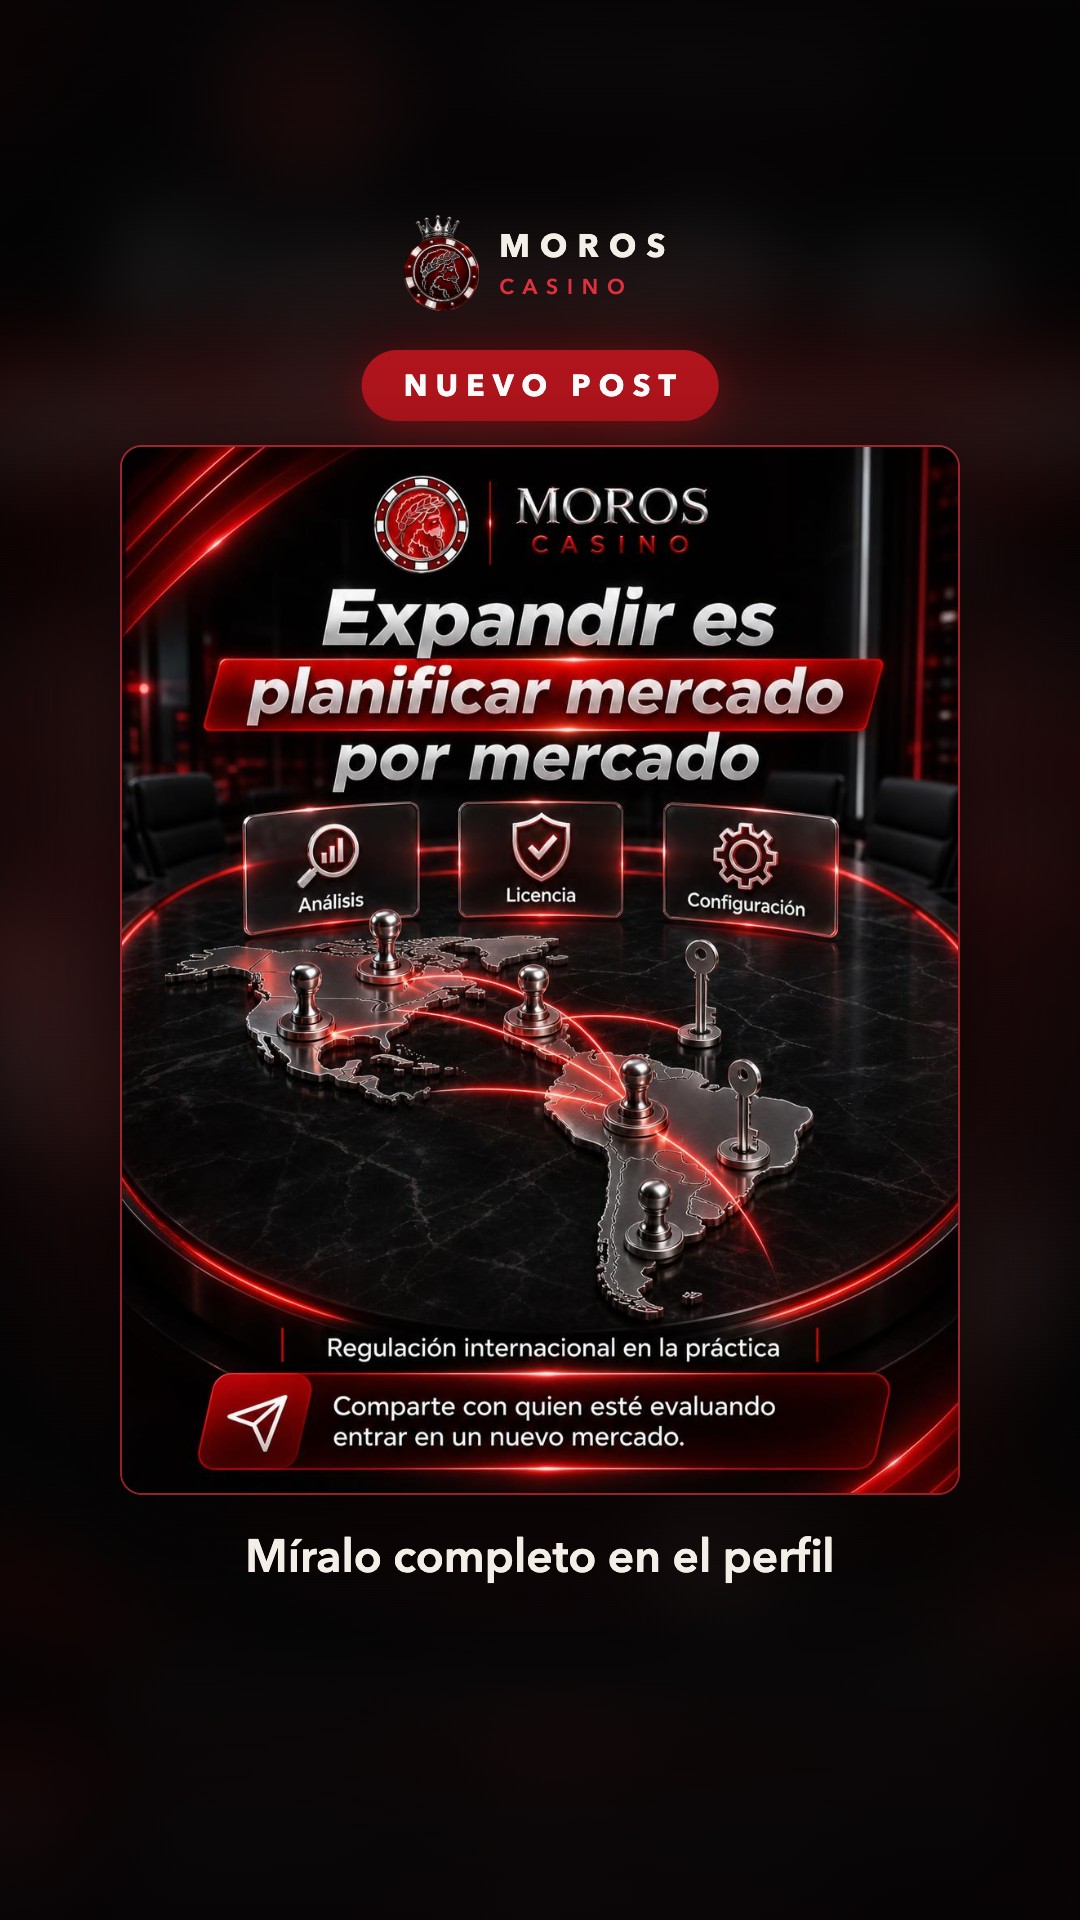 MOROS
CASINO
NUEVO POST
MOROS
CASINO
Expandir es
planificar mercado
por mercado
Análisis
Licencia
Configuración
Regulación internacional en la práctica
Comparte con quien esté evaluando
entrar en un nuevo mercado.
Míralo completo en el perfil